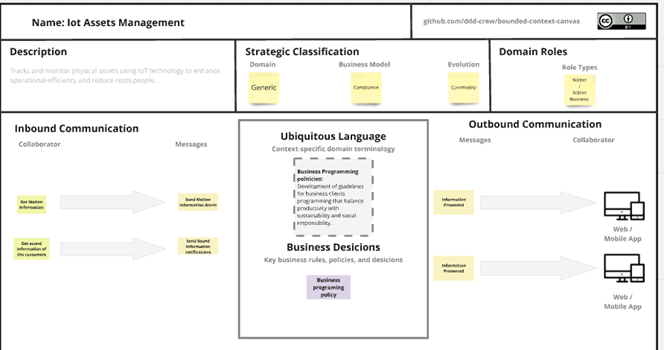 Name: Iot Assets Management
github.com/ddd-crew/bounded-context-canvas
CC
BY
Description
Tracks and monitor physical assets using IoT technology to enhance
operational efficiency and reduce costs.people.
Strategic Classification
Domain
Business Model
Evolution
Generic
Compliance
Commodity
Domain Roles
Role Types
Waiter
/
Admin
Business
Inbound Communication
Collaborator
Messages
Get Motion
Information
Send Motion
Information Alerts
Get sound
information of
the customers
Send Sound
Information
notifications
Ubiquitous Language
Context-specific domain terminology
Business Programming
politicies:
Development of guidelines
for business clients
programming that balance
productivity with
sustainability and social
responsibility.
Business Desicions
Key business rules, policies, and desicions
Business
programing
policy
Outbound Communication
Messages
Collaborator
Information
Presented
Web /
Mobile App
Information
Presented
Web /
Mobile App